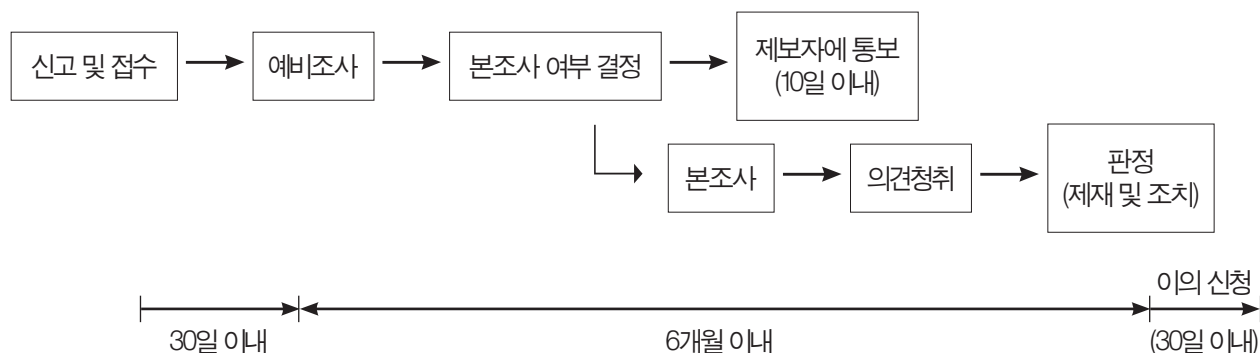 신고 및 접수
예비조사
본조사 여부 결정
제보자에 통보
(10일 이내)
본조사
의견청취
판정
(제재 및 조치)
이의 신청
30일 이내
6개월 이내
(30일 이내)